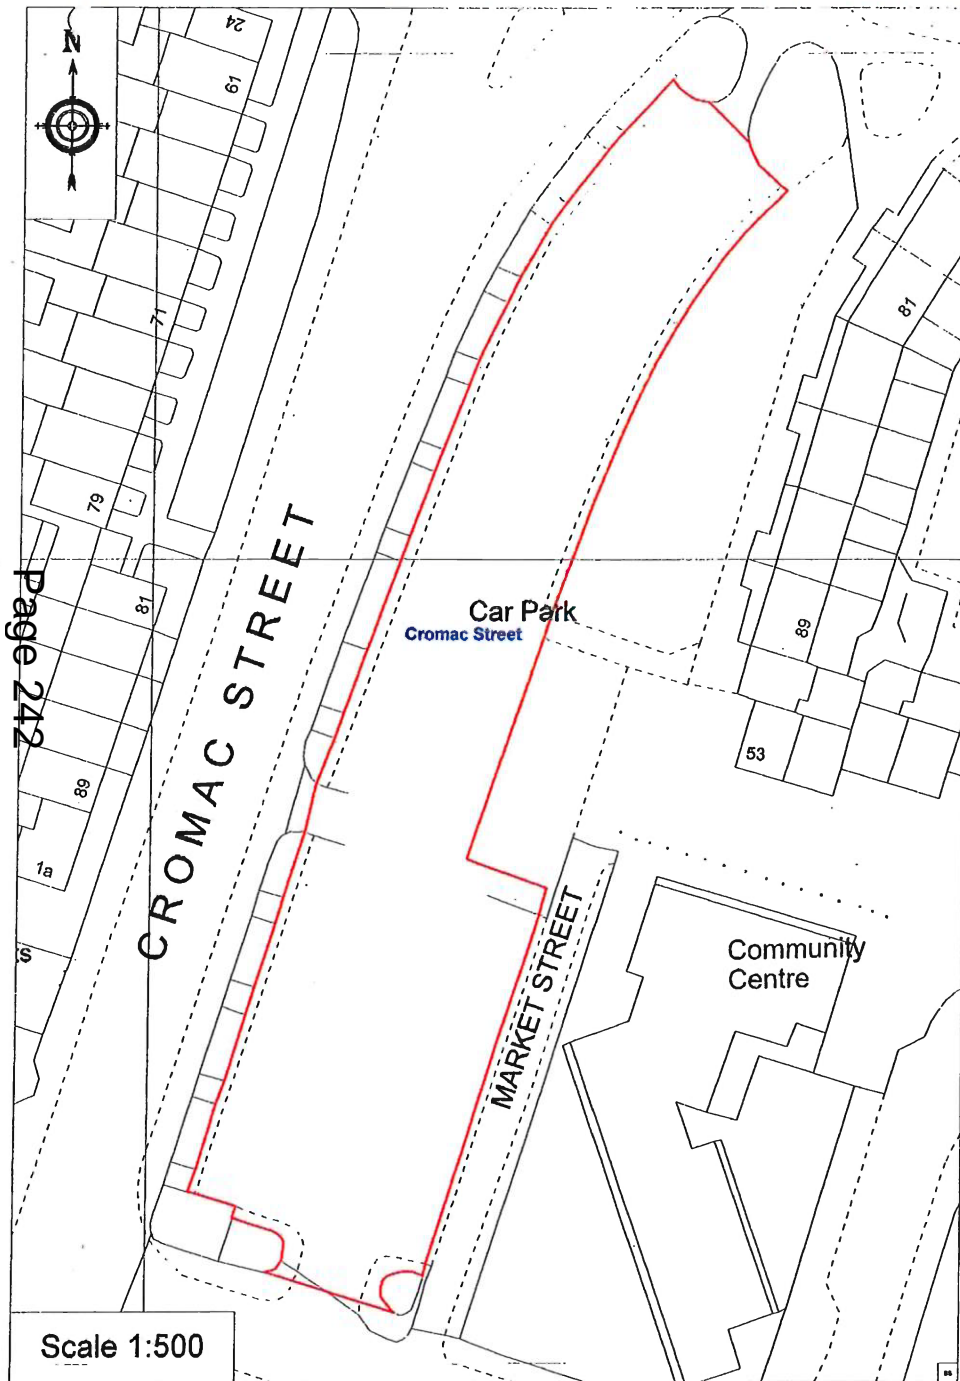 N
24
61
71
79
81
Page 242
89
1a
CROMAC STREET
Car Park
Cromac Street
81
89
53
MARKET STREET
Community
Centre
Scale 1:500